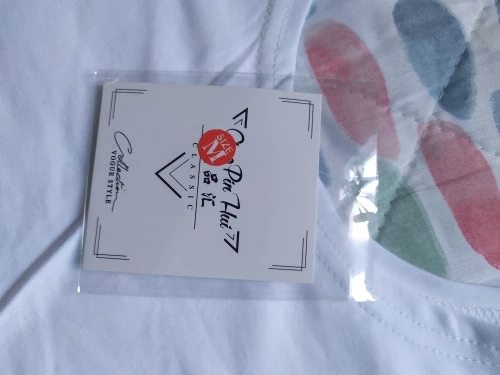 SIZE
M
Pin Hui
品汇
CLASSIC
Collection
VOGUE STYLE